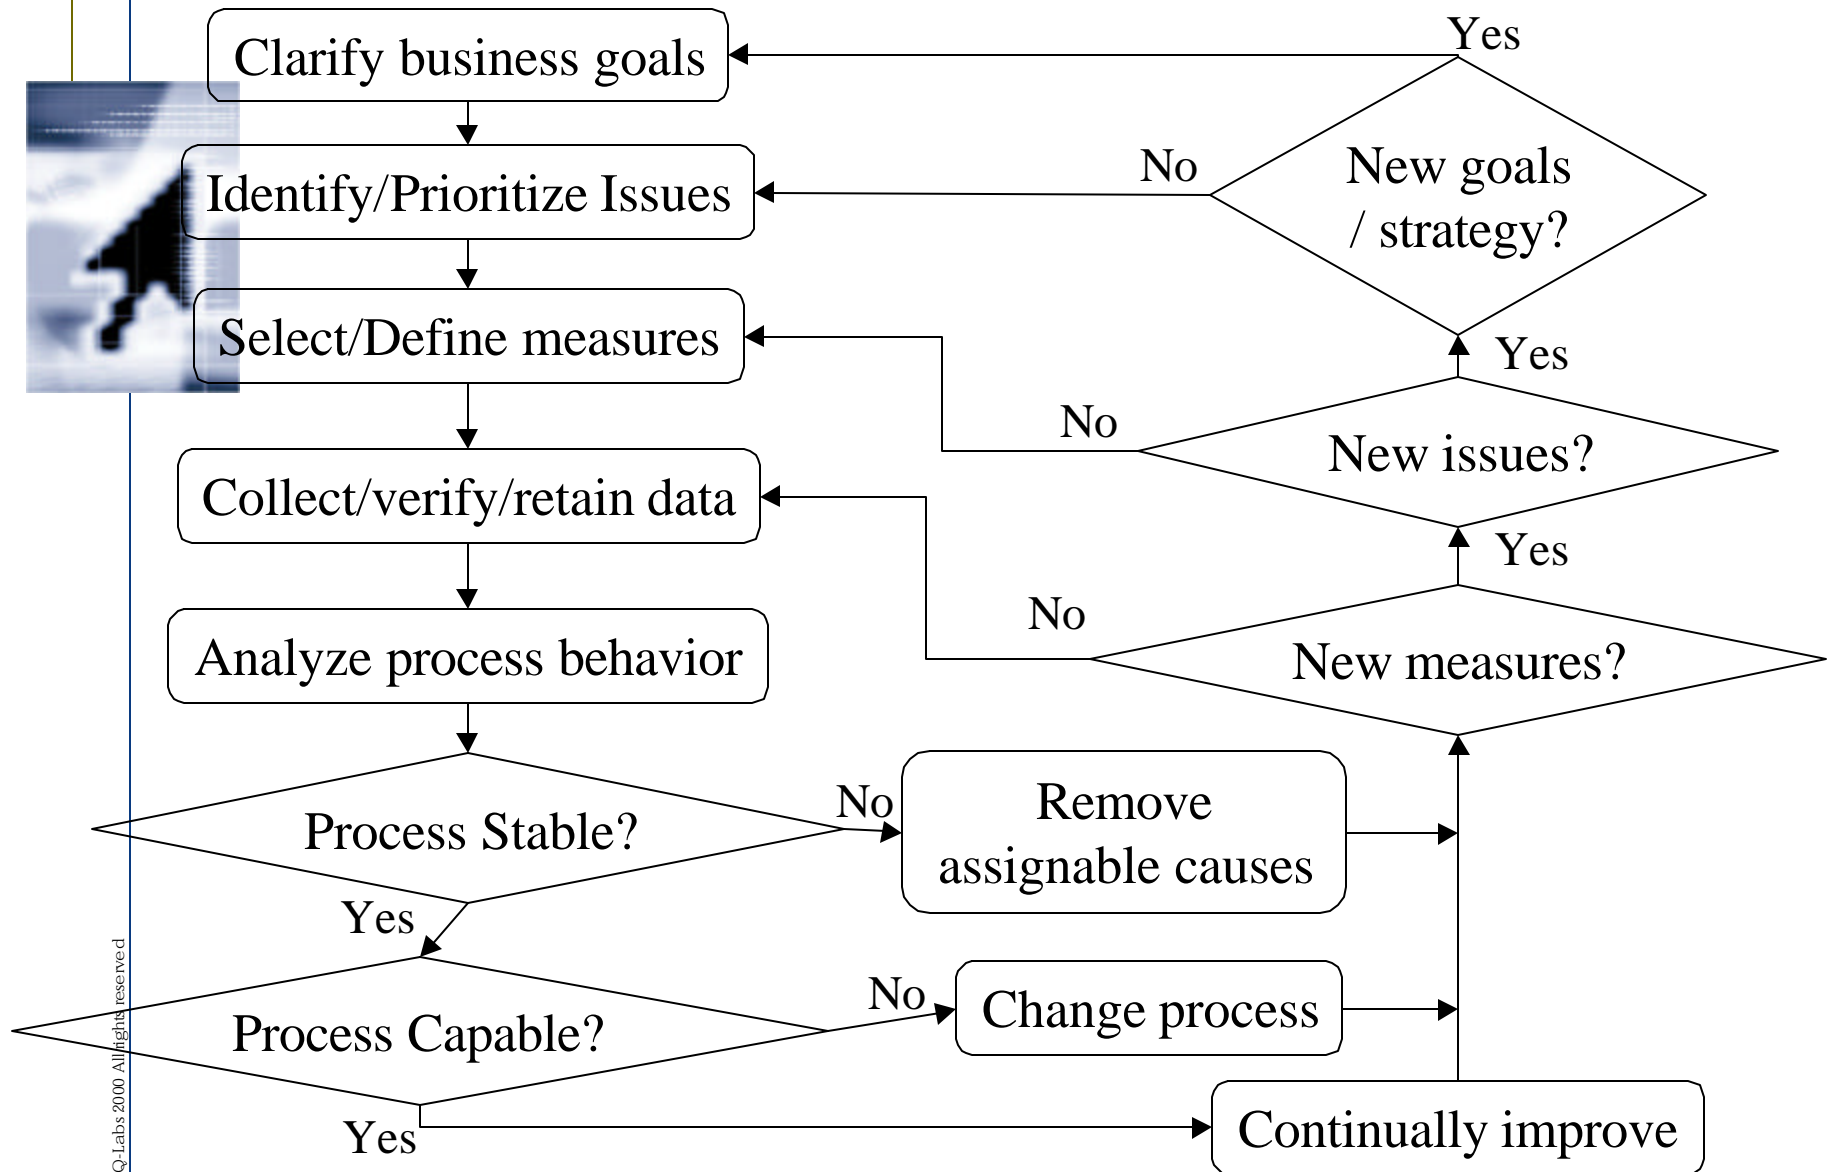 Clarify business goals
Yes
Identify/Prioritize Issues
No
New goals
/ strategy?
Select/Define measures
Yes
No
New issues?
Collect/verify/retain data
Yes
No
New measures?
Analyze process behavior
Process Stable?
No
Remove
assignable causes
Yes
Process Capable?
No
Change process
Yes
Continually improve
Q-Labs 2000 All rights reserved